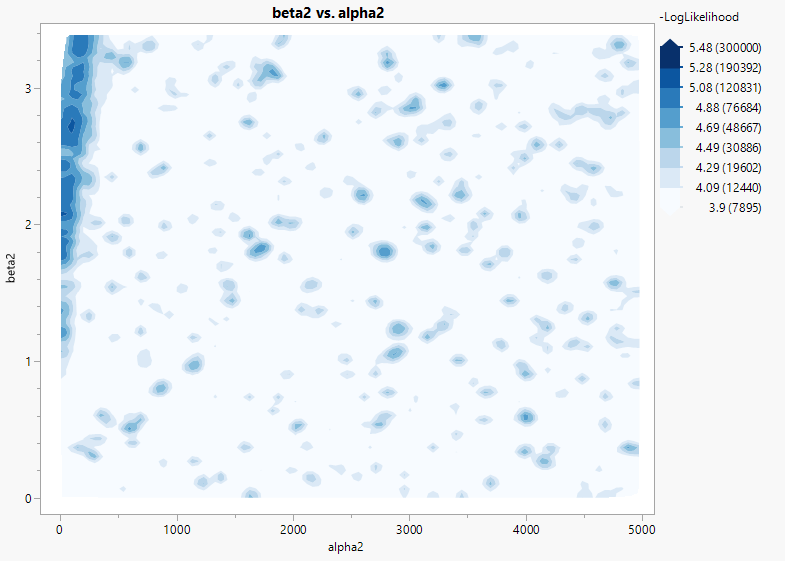 beta2 vs. alpha2
-LogLikelihood
5.48 (300000)
5.28 (190392)
5.08 (120831)
4.88 (76684)
4.69 (48667)
4.49 (30886)
4.29 (19602)
4.09 (12440)
3.9 (7895)
beta2
3
2
1
0
0 1000 2000 3000 4000 5000
alpha2